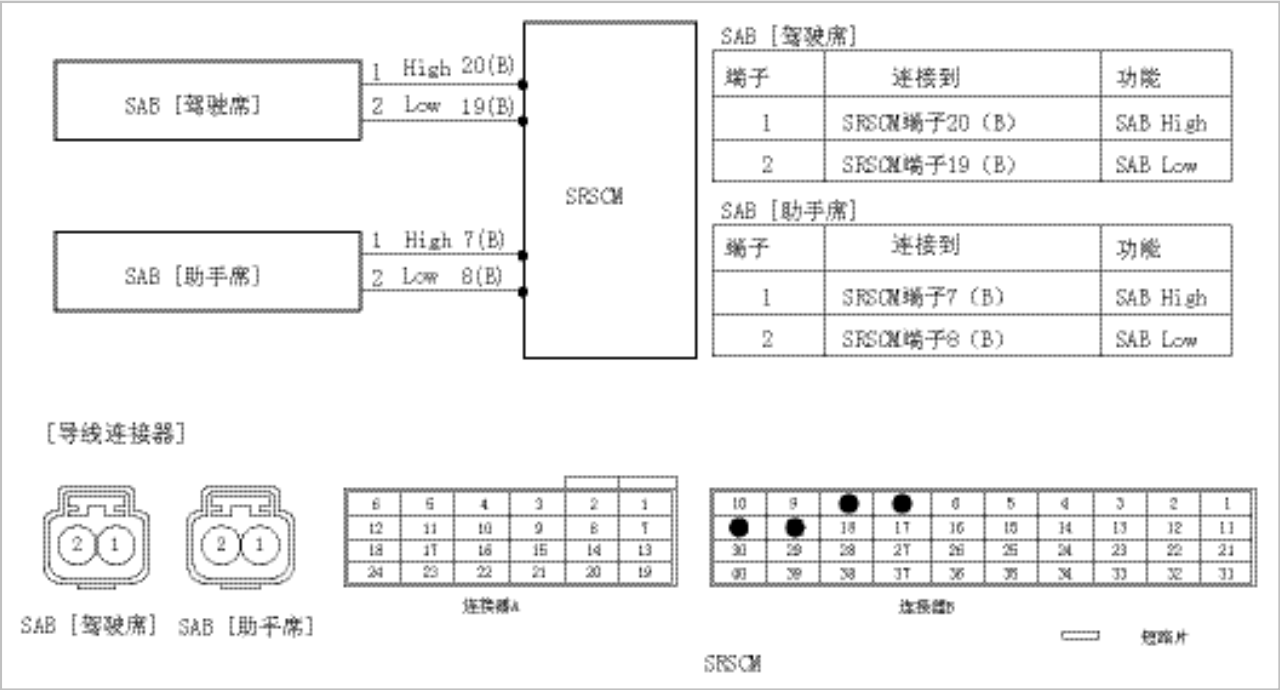 SAB [驾驶席]
1 High 20(B)
2 Low 19(B)
SAB [助手席]
1 High 7(B)
2 Low 8(B)
SRSCM
SAB [驾驶席]
端子 连接到 功能
1 SRSCM端子20 (B) SAB High
2 SRSCM端子19 (B) SAB Low
SAB [助手席]
端子 连接到 功能
1 SRSCM端子7 (B) SAB High
2 SRSCM端子8 (B) SAB Low
[导线连接器]
2 1
SAB [驾驶席]
2 1
SAB [助手席]
6 5 4 3 2 1
12 11 10 9 8 7
18 17 16 15 14 13
24 23 22 21 20 19
连接器A
10 9 6 5 4 3 2 1
18 17 16 15 14 13 12 11
30 29 28 27 26 25 24 23 22 21
40 39 38 37 36 35 34 33 32 31
连接器B
短路片
SRSCM